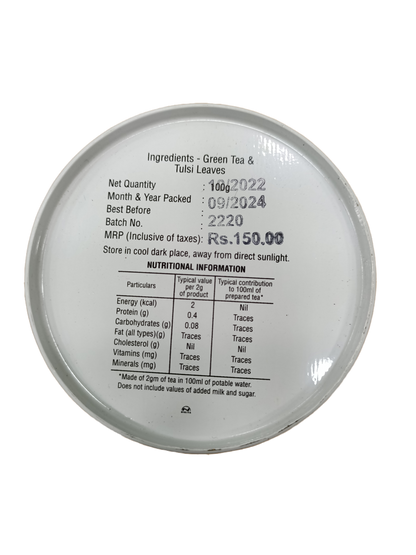 Ingredients - Green Tea &
Tulsi Leaves
Net Quantity : 100g /2022
Month & Year Packed : 09/2024
Best Before :
Batch No. : 2220
MRP (Inclusive of taxes): Rs.150.00
Store in cool dark place, away from direct sunlight.
NUTRITIONAL INFORMATION
Particulars Typical value per 2g of product Typical contribution to 100ml of prepared tea*
Energy (kcal) 2 Nil
Protein (g) 0.4 Traces
Carbohydrates (g) 0.08 Traces
Fat (all types)(g) Traces Traces
Cholesterol (g) Nil Nil
Vitamins (mg) Traces Traces
Minerals (mg) Traces Traces
*Made of 2gm of tea in 100ml of potable water.
Does not include values of added milk and sugar.